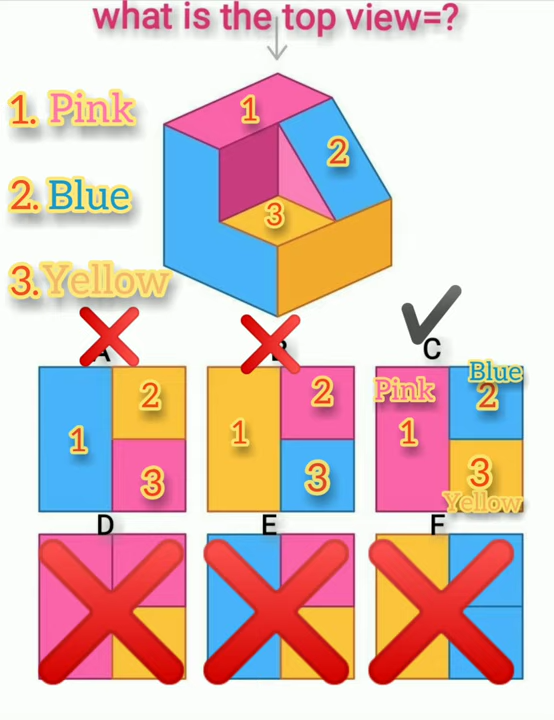 what is the top view=?
1. Pink
2. Blue
3. Yellow
1
2
3
A B C
1 2 3
1 2 3
Pink Blue
1 2 3
Yellow
D E F